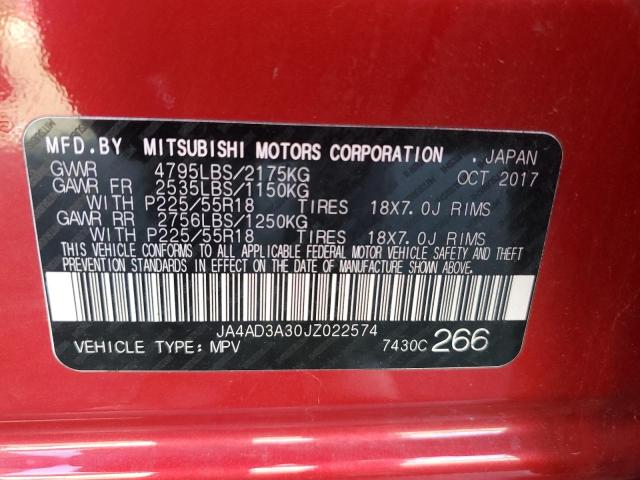 MFD.BY MITSUBISHI MOTORS CORPORATION . JAPAN
GVWR 4795LBS/2175KG OCT 2017
GAWR FR 2535LBS/1150KG
WITH P225/55R18 TIRES 18X7.0J RIMS
GAWR RR 2756LBS/1250KG
WITH P225/55R18 TIRES 18X7.0J RIMS
THIS VEHICLE CONFORMS TO ALL APPLICABLE FEDERAL MOTOR VEHICLE SAFETY AND THEFT
PREVENTION STANDARDS IN EFFECT ON THE DATE OF MANUFACTURE SHOWN ABOVE.
JA4AD3A30JZ022574
VEHICLE TYPE: MPV 7430C 266